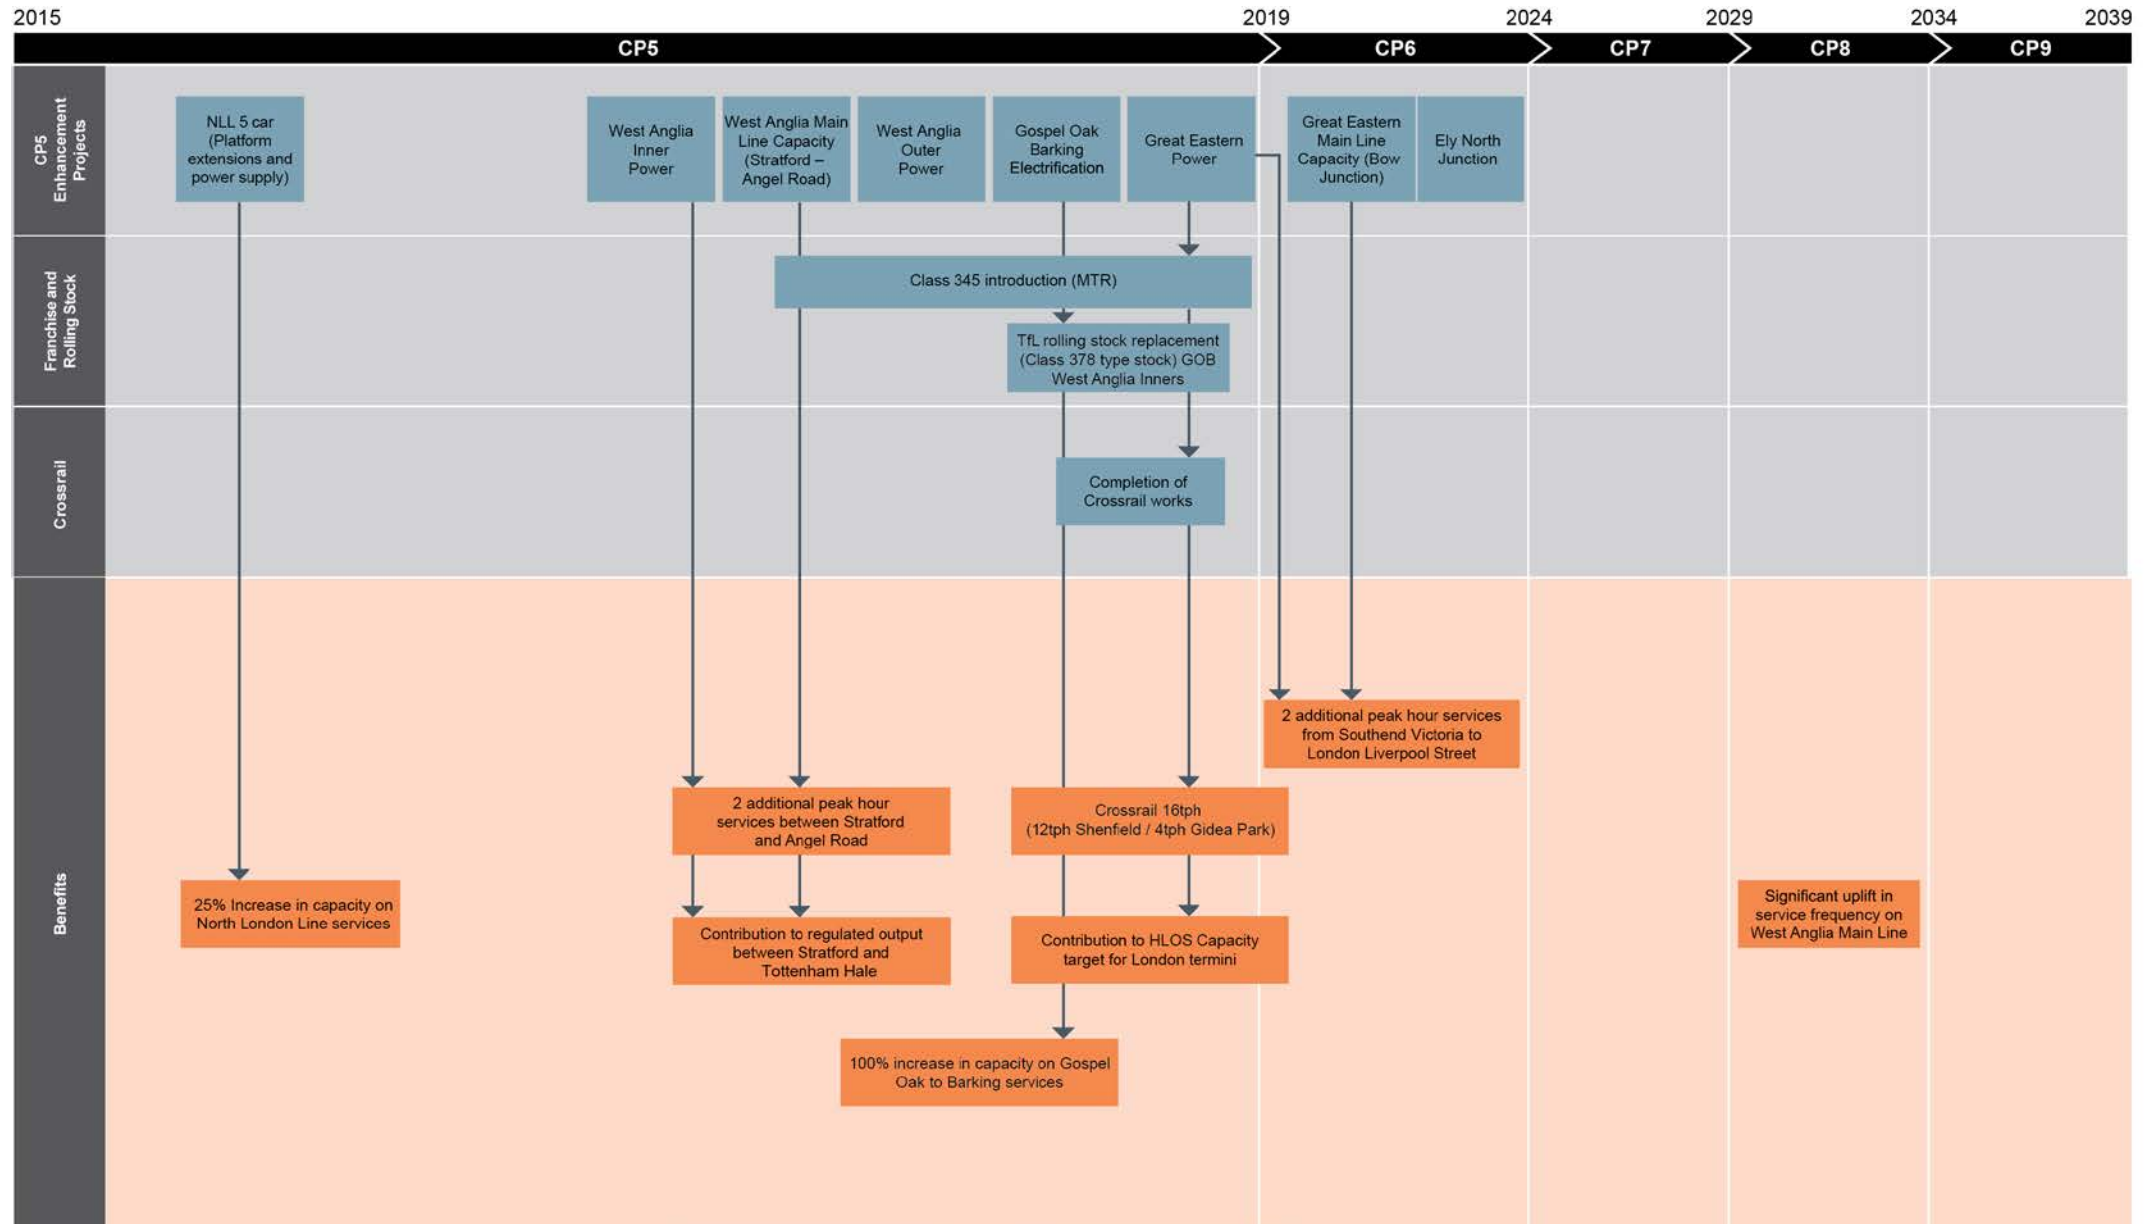 2015
2019
2024
2029
2034
2039
CP5
CP6
CP7
CP8
CP9
CP5
Enhancement
Projects
NLL 5 car
(Platform
extensions and
power supply)
West Anglia
Inner
Power
West Anglia Main
Line Capacity
(Stratford –
Angel Road)
West Anglia
Outer
Power
Gospel Oak
Barking
Electrification
Great Eastern
Power
Great Eastern
Main Line
Capacity (Bow
Junction)
Ely North
Junction
Franchise and
Rolling Stock
Class 345 introduction (MTR)
TfL rolling stock replacement
(Class 378 type stock) GOB
West Anglia Inners
Crossrail
Completion of
Crossrail works
Benefits
2 additional peak hour services
from Southend Victoria to
London Liverpool Street
2 additional peak hour
services between Stratford
and Angel Road
Crossrail 16tph
(12tph Shenfield / 4tph Gidea Park)
25% Increase in capacity on
North London Line services
Significant uplift in
service frequency on
West Anglia Main Line
Contribution to regulated output
between Stratford and
Tottenham Hale
Contribution to HLOS Capacity
target for London termini
100% increase in capacity on Gospel
Oak to Barking services